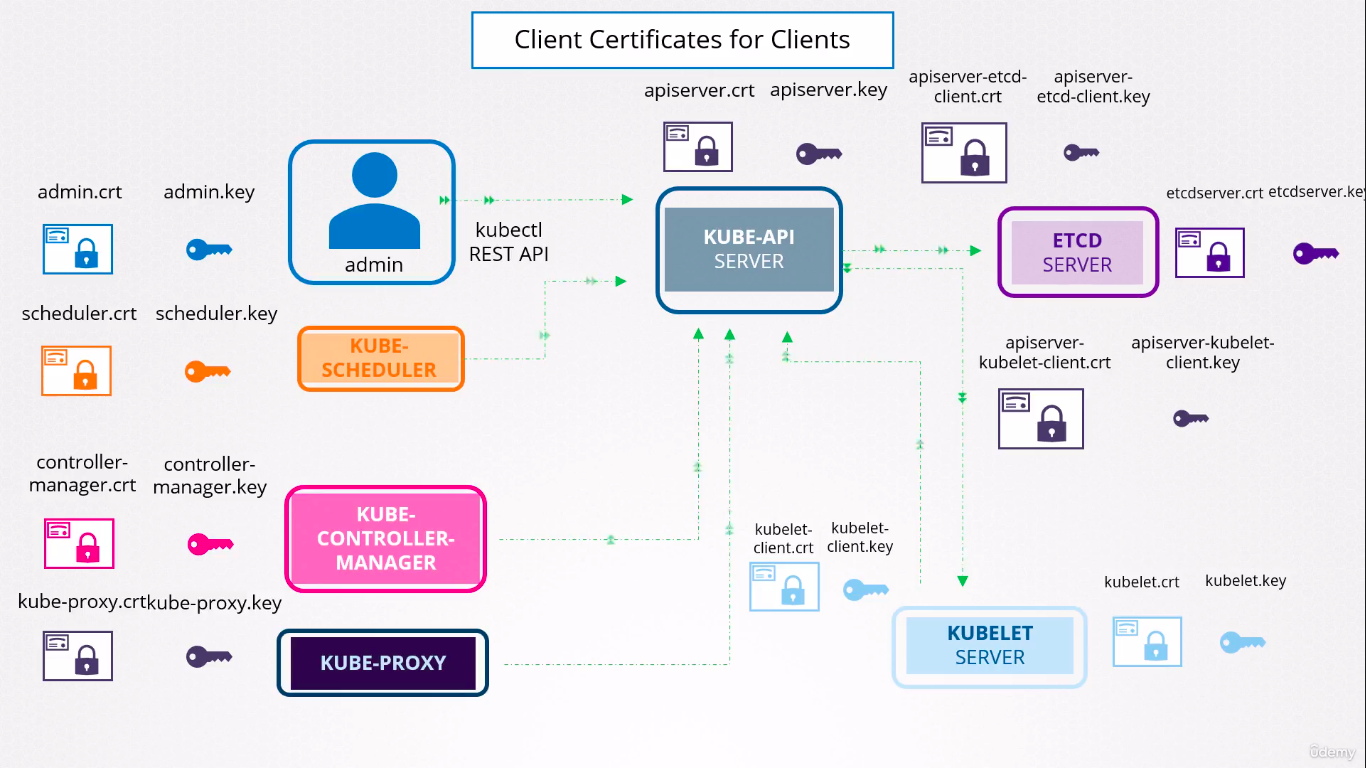 Client Certificates for Clients
apiserver.crt
apiserver.key
apiserver-etcd-
client.crt
apiserver-
etcd-client.key
admin.crt
admin.key
admin
kubectl
REST API
KUBE-API
SERVER
ETCD
SERVER
etcdserver.crt
etcdserver.key
scheduler.crt
scheduler.key
KUBE-
SCHEDULER
apiserver-
kubelet-client.crt
apiserver-kubelet-
client.key
controller-
manager.crt
controller-
manager.key
KUBE-
CONTROLLER-
MANAGER
kubelet-
client.crt
kubelet-
client.key
kube-proxy.crt
kube-proxy.key
KUBE-PROXY
KUBELET
SERVER
kubelet.crt
kubelet.key
ûdemy